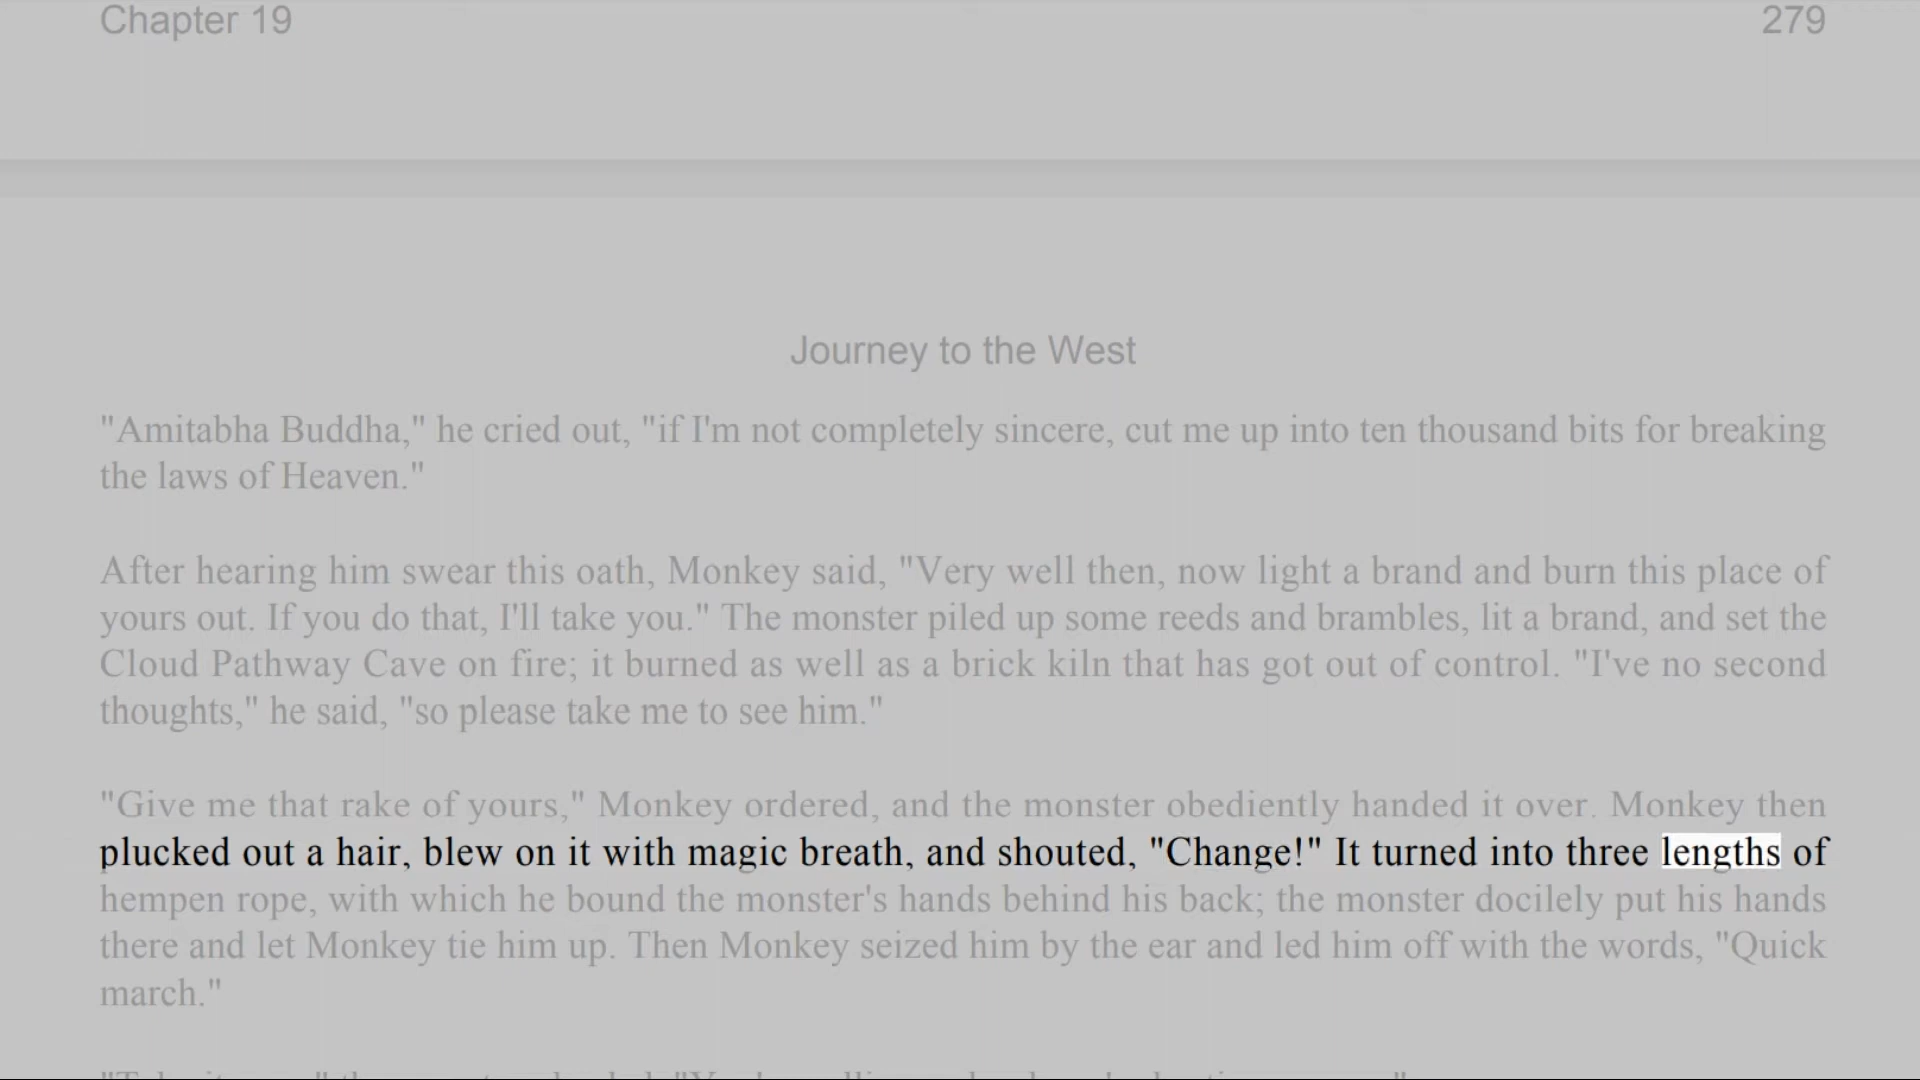 Chapter 19
279
Journey to the West
"Amitabha Buddha," he cried out, "if I'm not completely sincere, cut me up into ten thousand bits for breaking
the laws of Heaven."
After hearing him swear this oath, Monkey said, "Very well then, now light a brand and burn this place of
yours out. If you do that, I'll take you." The monster piled up some reeds and brambles, lit a brand, and set the
Cloud Pathway Cave on fire; it burned as well as a brick kiln that has got out of control. "I've no second
thoughts," he said, "so please take me to see him."
"Give me that rake of yours," Monkey ordered, and the monster obediently handed it over. Monkey then
plucked out a hair, blew on it with magic breath, and shouted, "Change!" It turned into three lengths of
hempen rope, with which he bound the monster's hands behind his back; the monster docilely put his hands
there and let Monkey tie him up. Then Monkey seized him by the ear and led him off with the words, "Quick
march."